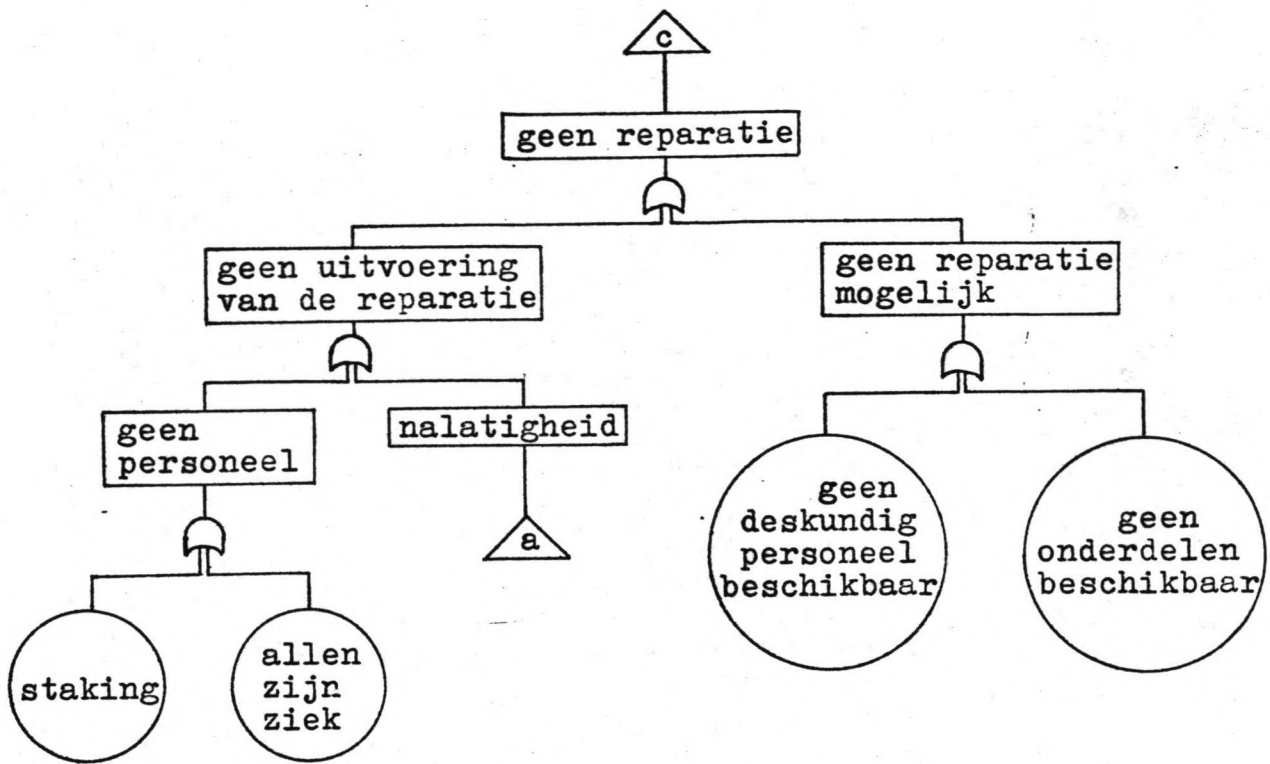 c
geen reparatie
geen uitvoering
van de reparatie
geen reparatie
mogelijk
geen
personeel
nalatigheid
a
geen
deskundig
personeel
beschikbaar
geen
onderdelen
beschikbaar
staking
allen
zijn
ziek